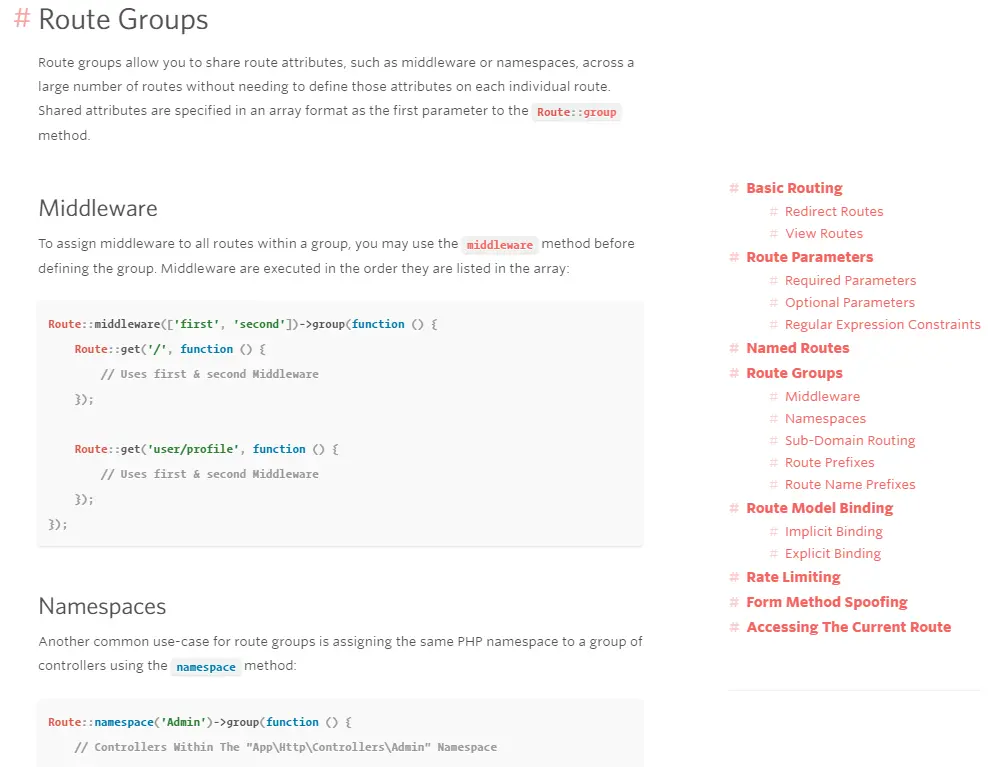 # Route Groups
Route groups allow you to share route attributes, such as middleware or namespaces, across a
large number of routes without needing to define those attributes on each individual route.
Shared attributes are specified in an array format as the first parameter to the Route::group
method.
Middleware
To assign middleware to all routes within a group, you may use the middleware method before
defining the group. Middleware are executed in the order they are listed in the array:
Route::middleware(['first', 'second'])->group(function () {
    Route::get('/', function () {
        // Uses first & second Middleware
    });

    Route::get('user/profile', function () {
        // Uses first & second Middleware
    });
});
Namespaces
Another common use-case for route groups is assigning the same PHP namespace to a group of
controllers using the namespace method:
Route::namespace('Admin')->group(function () {
    // Controllers Within The "App\Http\Controllers\Admin" Namespace
# Basic Routing
# Redirect Routes
# View Routes
# Route Parameters
# Required Parameters
# Optional Parameters
# Regular Expression Constraints
# Named Routes
# Route Groups
# Middleware
# Namespaces
# Sub-Domain Routing
# Route Prefixes
# Route Name Prefixes
# Route Model Binding
# Implicit Binding
# Explicit Binding
# Rate Limiting
# Form Method Spoofing
# Accessing The Current Route